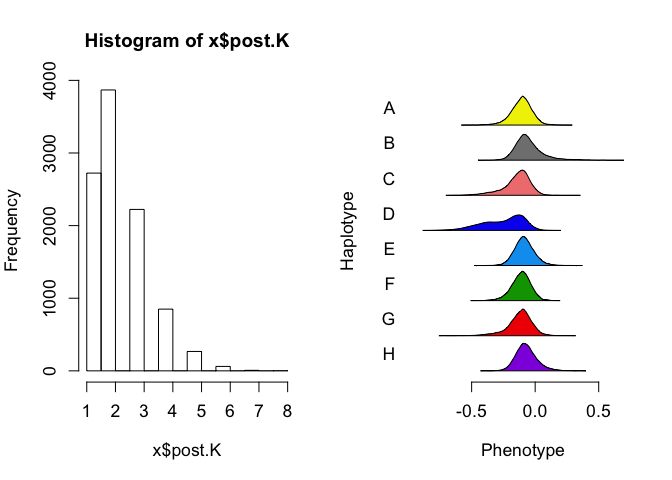 Histogram of x$post.K
Frequency
0
1000
2000
3000
4000
1 2 3 4 5 6 7 8
x$post.K
Haplotype
A
B
C
D
E
F
G
H
-0.5 0.0 0.5
Phenotype